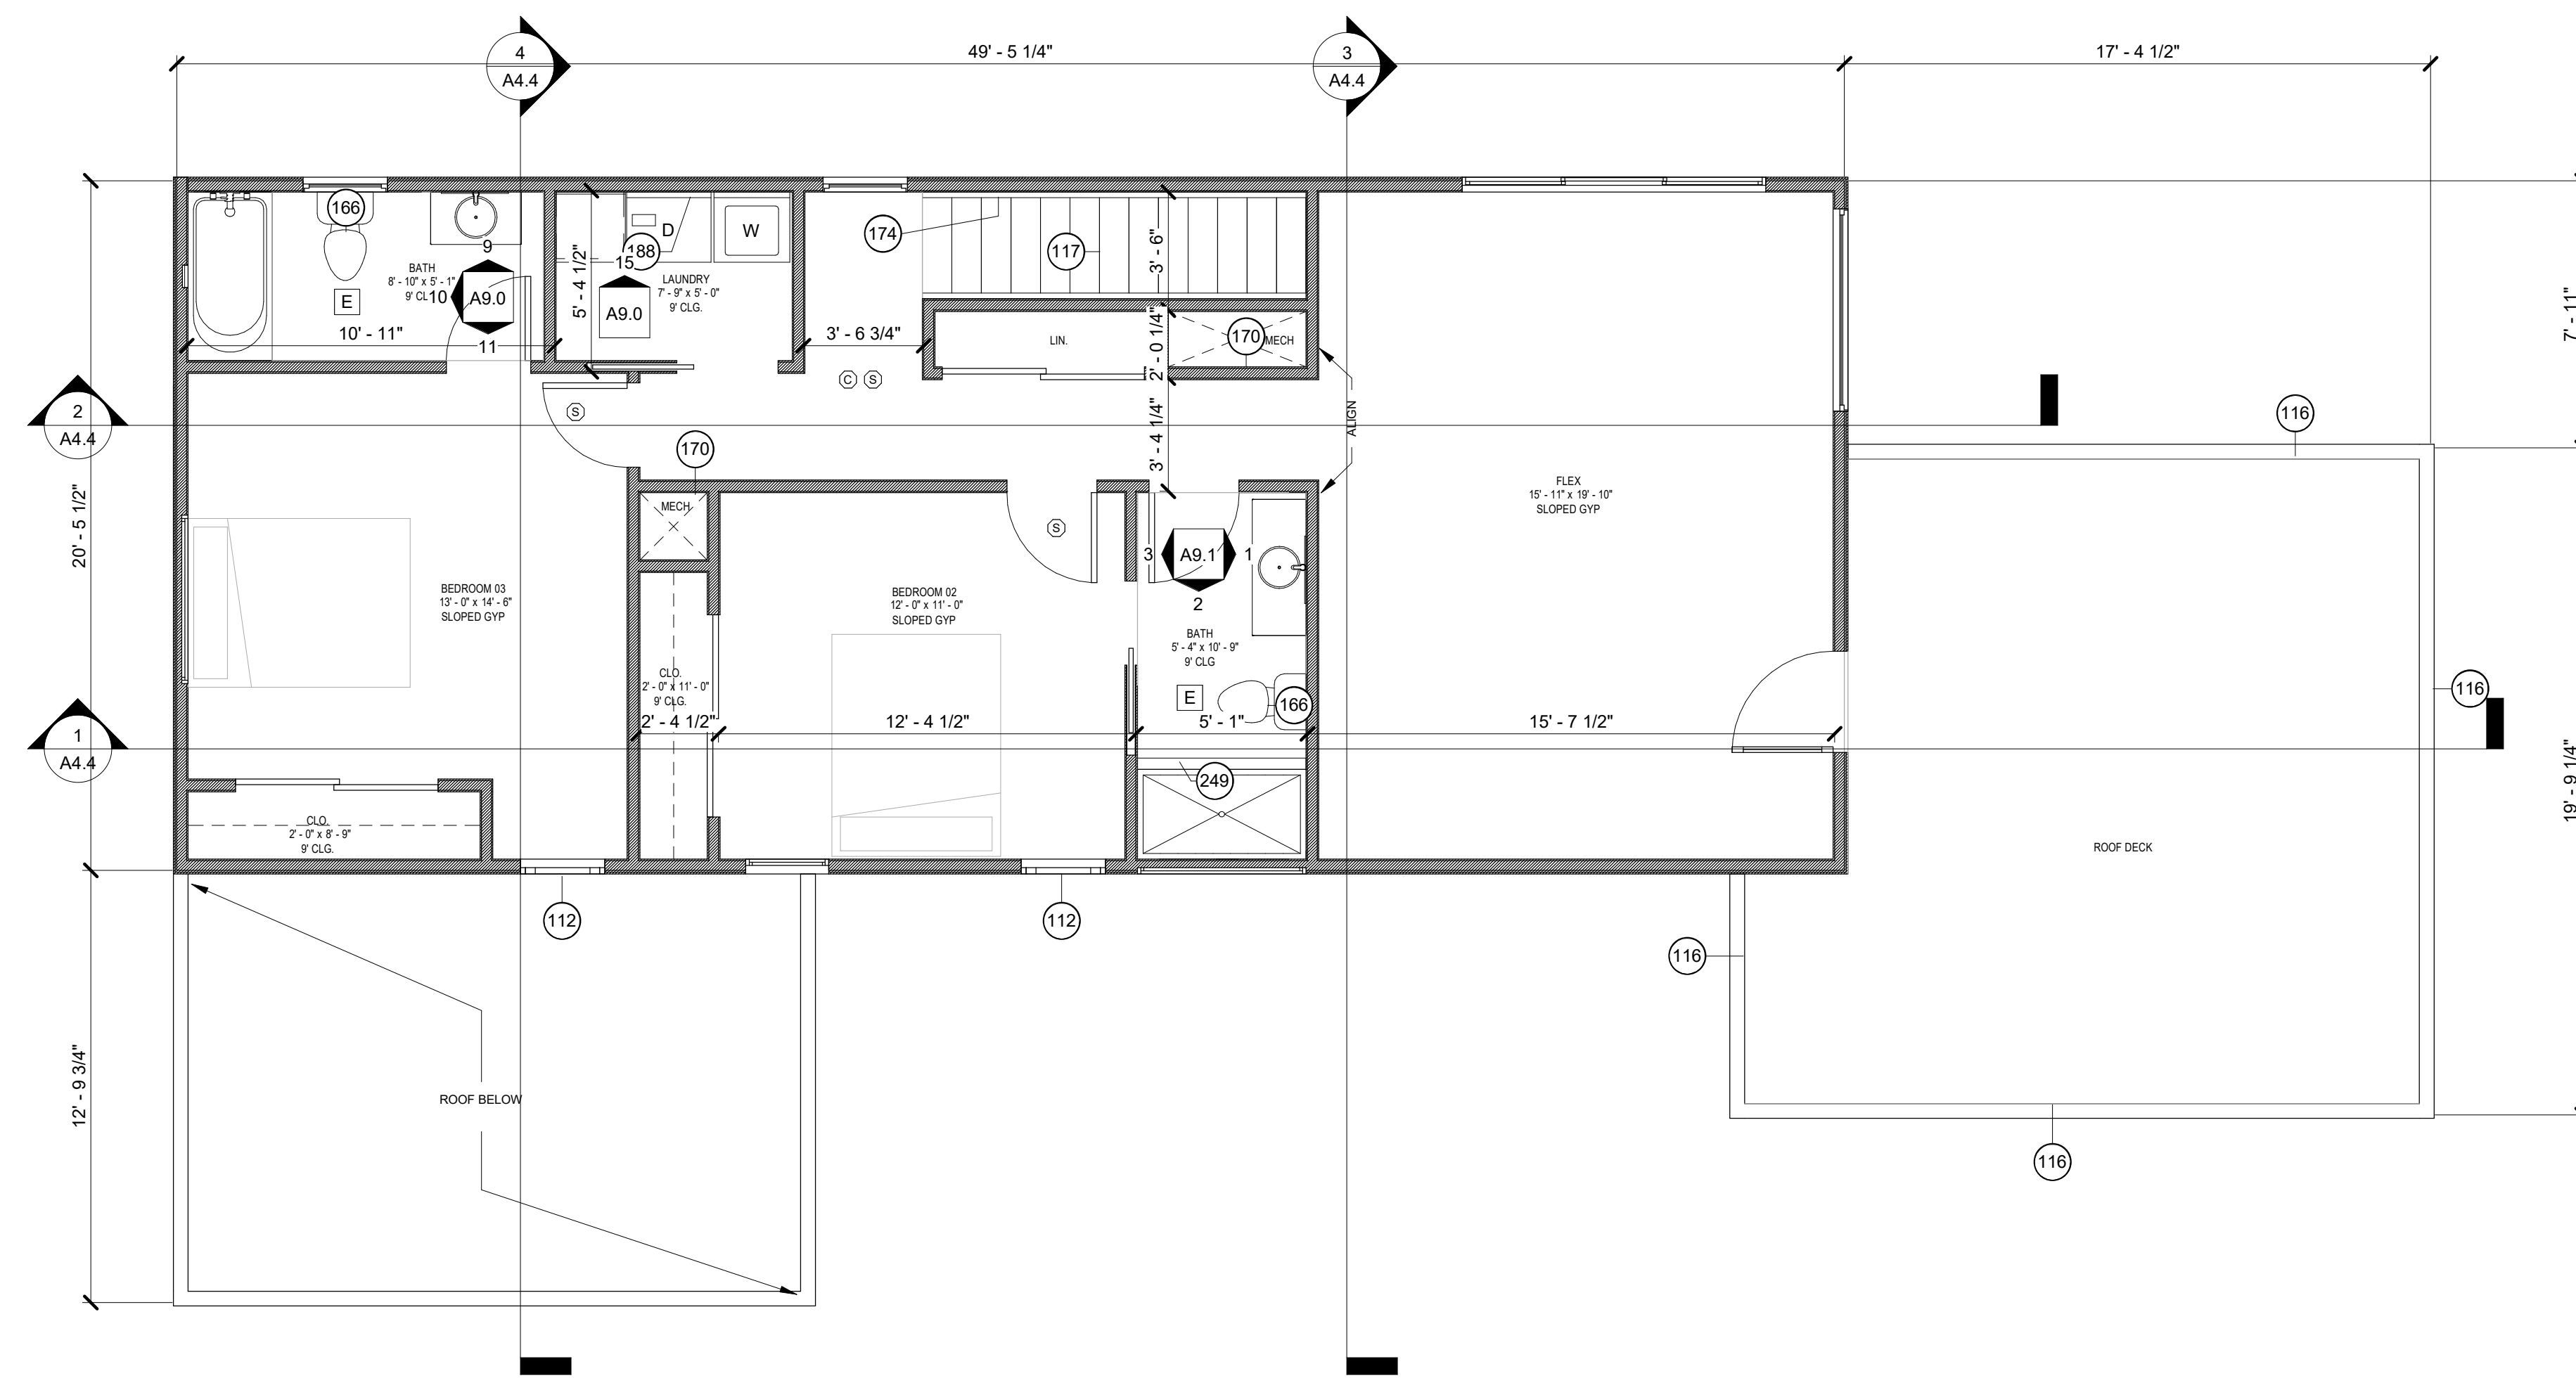 4
A4.4
49' - 5 1/4"
3
A4.4
17' - 4 1/2"
166
9
BATH
8' - 10" x 5' - 1"
9' CL
10
A9.0
11
E
10' - 11"
5' - 4 1/2"
D
W
188
15
LAUNDRY
7' - 9" x 5' - 0"
9' CLG.
A9.0
174
117
3' - 6"
3' - 6 3/4"
LIN.
2' - 0 1/4"
170
MECH
C
S
7' - 11"
2
A4.4
S
3' - 4 1/4"
ALIGN
116
170
20' - 5 1/2"
MECH
S
FLEX
15' - 11" x 19' - 10"
SLOPED GYP
3
A9.1
1
2
BEDROOM 03
13' - 0" x 14' - 6"
SLOPED GYP
BEDROOM 02
12' - 0" x 11' - 0"
SLOPED GYP
BATH
5' - 4" x 10' - 9"
9' CLG
CLO.
2' - 0" x 11' - 0"
9' CLG.
E
166
116
2' - 4 1/2"
12' - 4 1/2"
5' - 1"
15' - 7 1/2"
1
A4.4
249
19' - 9 1/4"
CLO.
2' - 0" x 8' - 9"
9' CLG.
ROOF DECK
112
112
116
12' - 9 3/4"
ROOF BELOW
116